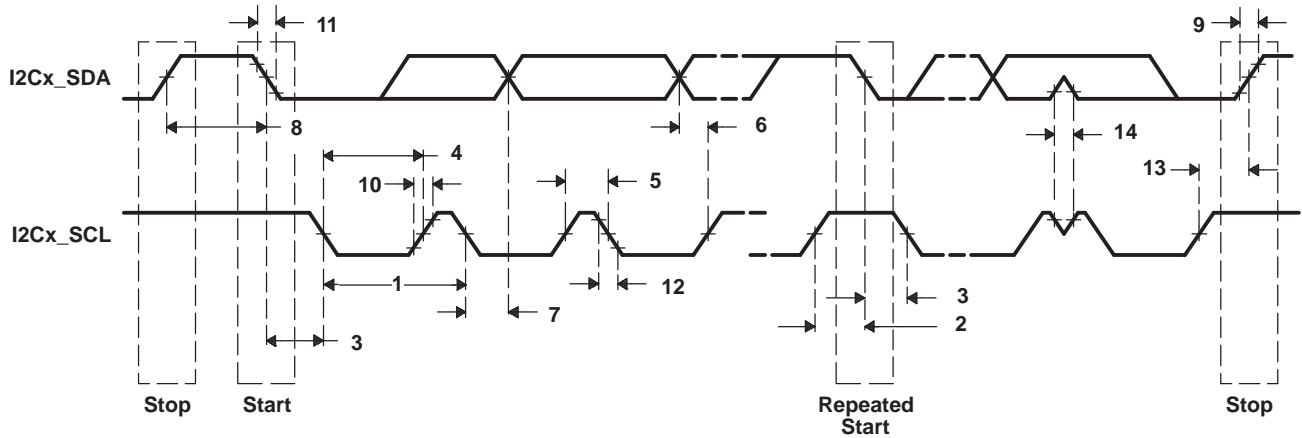 11
9
I2Cx_SDA
8
6
14
4
13
10
5
I2Cx_SCL
1
12
7
3
3
2
Stop
Start
Repeated
Start
Stop